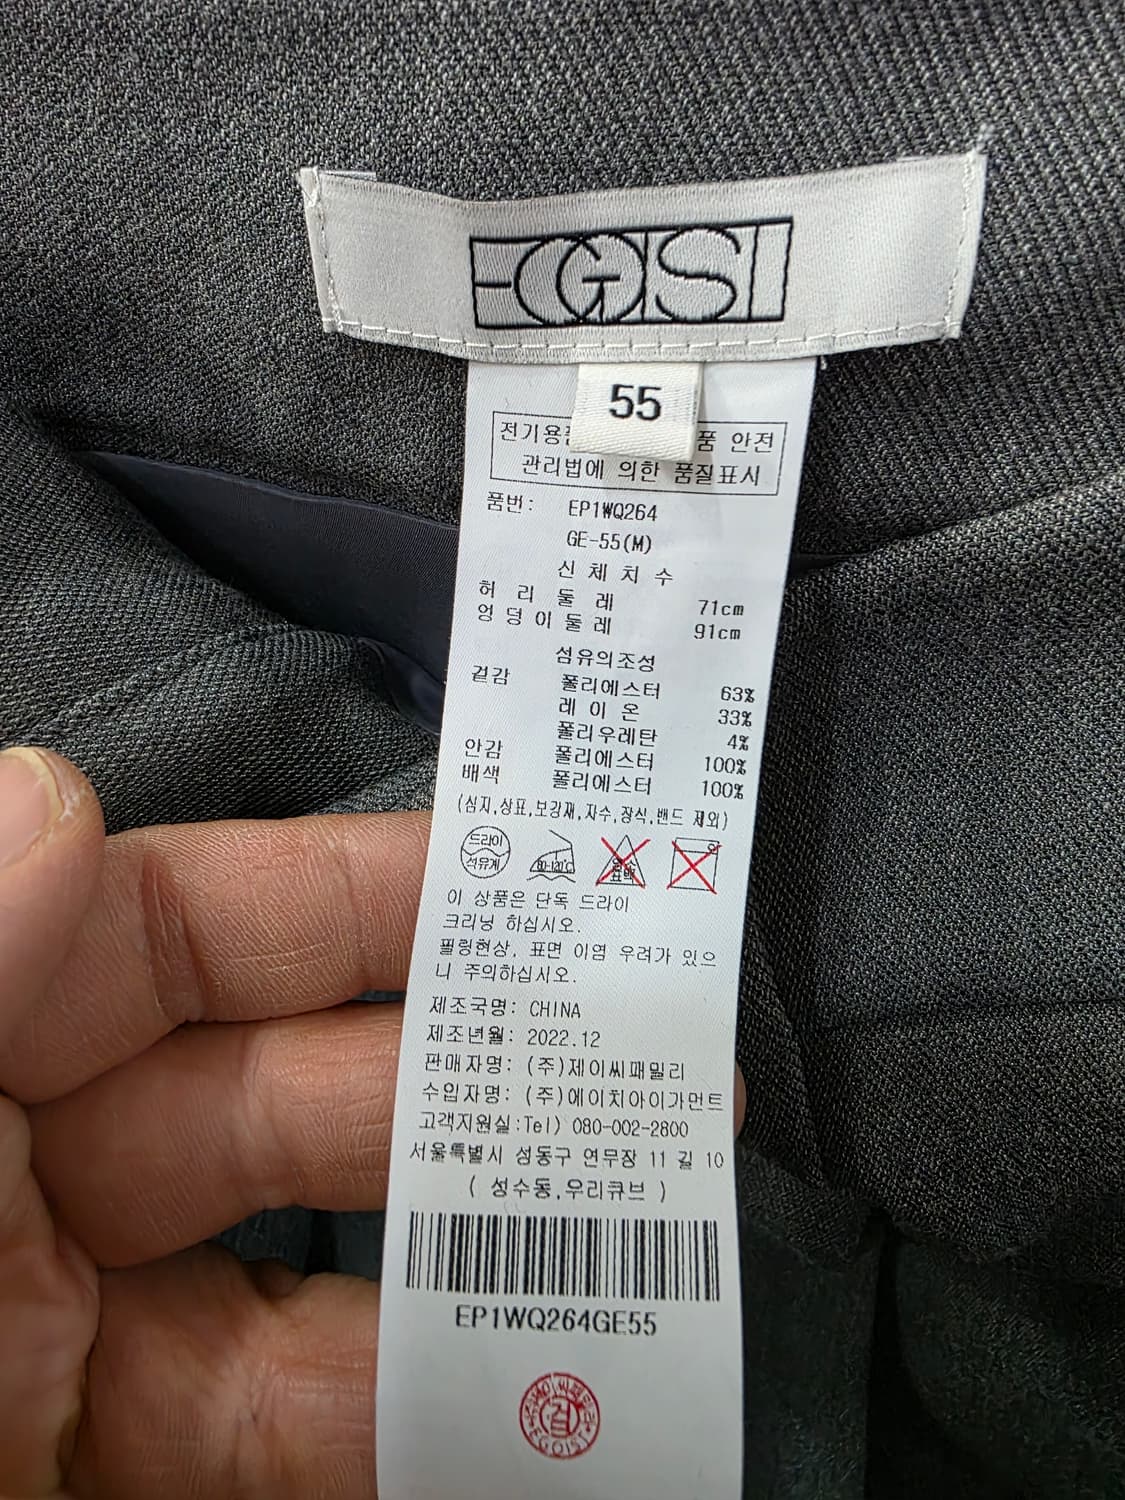 EGOIST
55
전기용품 안전
관리법에 의한 품질표시
품번: EP1WQ264
GE-55(M)
신체치수
허리둘레 71cm
엉덩이둘레 91cm
섬유의조성
겉감 폴리에스터 63%
레이온 33%
폴리우레탄 4%
안감 폴리에스터 100%
배색 폴리에스터 100%
(심지,상표,보강재,자수,장식,밴드 제외)
드라이
석유계
80-120℃
염소
표백
이 상품은 단독 드라이
크리닝 하십시오.
필링현상, 표면 이염 우려가 있으
니 주의하십시오.
제조국명: CHINA
제조년월: 2022.12
판매자명: (주)제이씨패밀리
수입자명: (주)에이치아이가먼트
고객지원실:Tel) 080-002-2800
서울특별시 성동구 연무장 11 길 10
( 성수동,우리큐브 )
EP1WQ264GE55
검
EGOIST